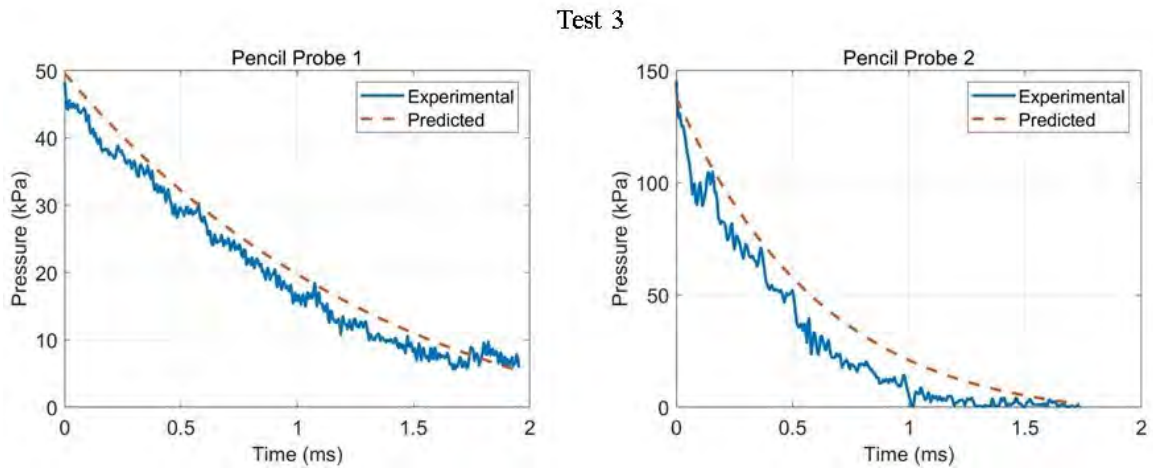 Test 3
Pencil Probe 1
50
40
30
20
10
0
Pressure (kPa)
0 0.5 1 1.5 2
Time (ms)
Experimental
Predicted
Pencil Probe 2
150
100
50
0
Pressure (kPa)
0 0.5 1 1.5 2
Time (ms)
Experimental
Predicted